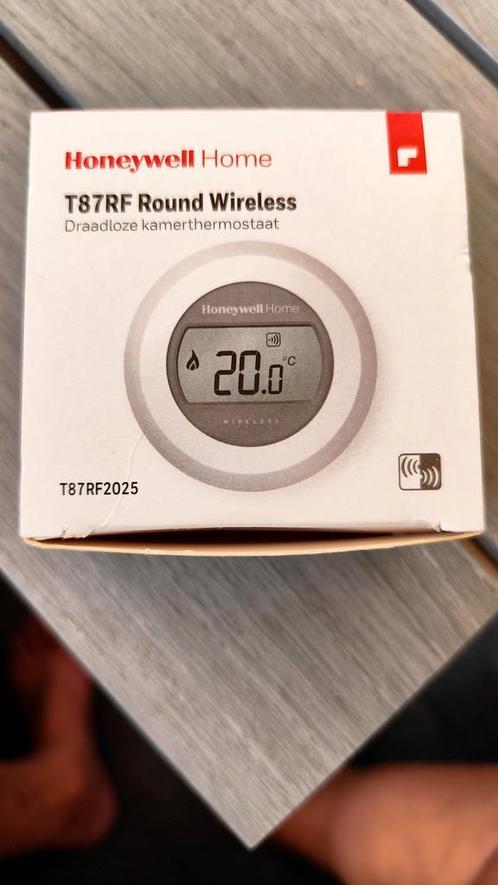 Honeywell Home
T87RF Round Wireless
Draadloze kamerthermostaat
Honeywell Home
20.0 °C
WIRELESS
T87RF2025